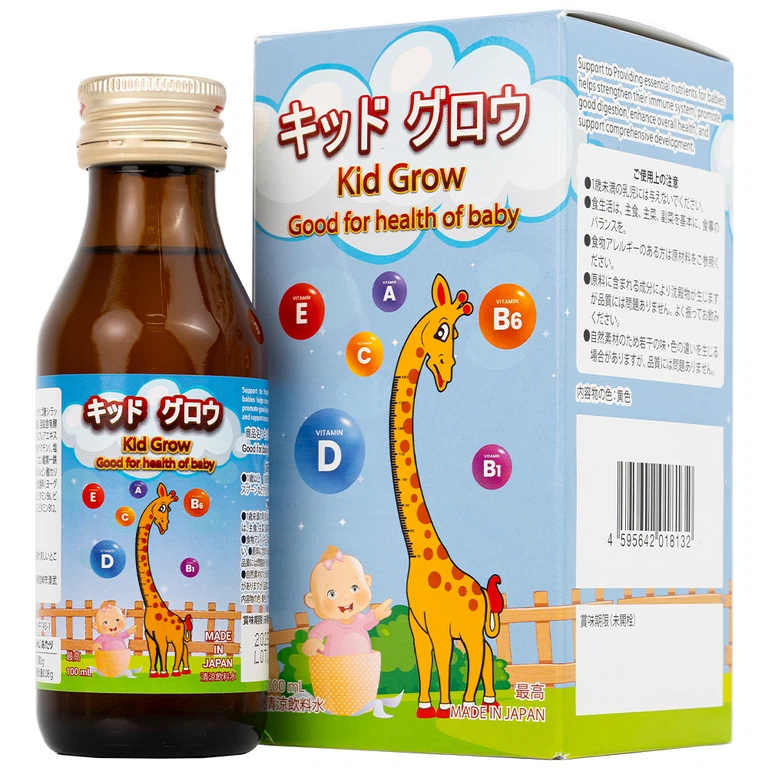 キッド グロウ
Kid Grow
Good for health of baby
VITAMIN
E
VITAMIN
A
VITAMIN
B6
VITAMIN
C
VITAMIN
D
VITAMIN
B1
最高
MADE IN JAPAN
清涼飲料水
Support to Providing essential nutrients for babies
helps strengthen their immune system, promote
good digestion, enhance overall health, and
support comprehensive development.
ご使用上の注意
●1歳未満の乳児には与えないでください。
●食生活は、主食、主菜、副菜を基本に、食事の
バランスを。
●食物アレルギーのある方は原材料をご参照く
ださい。
●原料に含まれる成分により沈殿物が生じます
が品質には問題ありません。よく振ってお飲み
ください。
●自然素材のため若干の味・色の違いを生じる
場合がありますが、品質には問題ありません。
内容物の色：黄色
4 595642 018132
賞味期限（未開栓）
キッド グロウ
Kid Grow
Good for health of baby
E
A
B6
C
D
B1
最高
100 mL
MADE IN
JAPAN
清涼飲料水